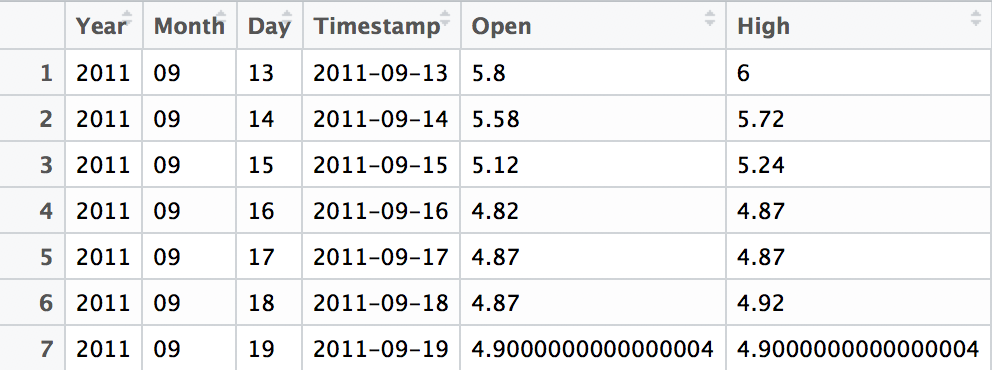 Year Month Day Timestamp Open High
1 2011 09 13 2011-09-13 5.8 6
2 2011 09 14 2011-09-14 5.58 5.72
3 2011 09 15 2011-09-15 5.12 5.24
4 2011 09 16 2011-09-16 4.82 4.87
5 2011 09 17 2011-09-17 4.87 4.87
6 2011 09 18 2011-09-18 4.87 4.92
7 2011 09 19 2011-09-19 4.9000000000000004 4.9000000000000004